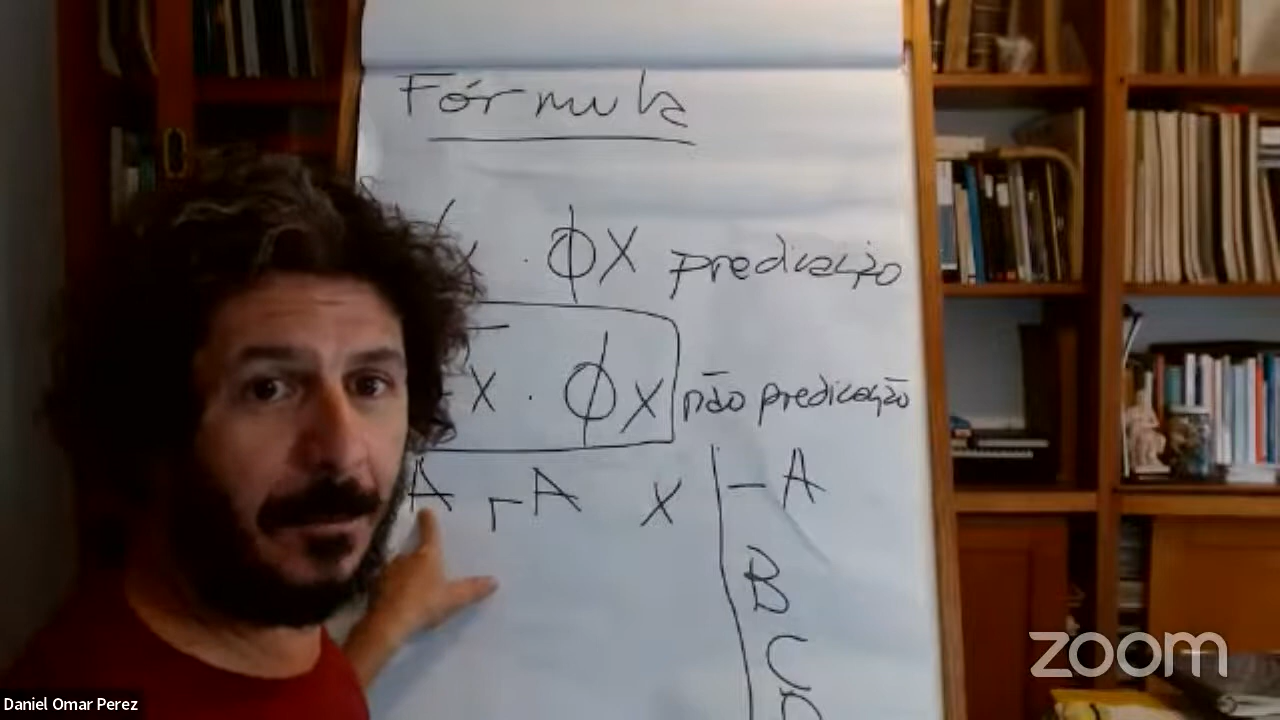 Fórmula
x . ϕx predicação
x . ϕx não predicação
A ┌ A x - A
B
C
D
zoom
Daniel Omar Perez